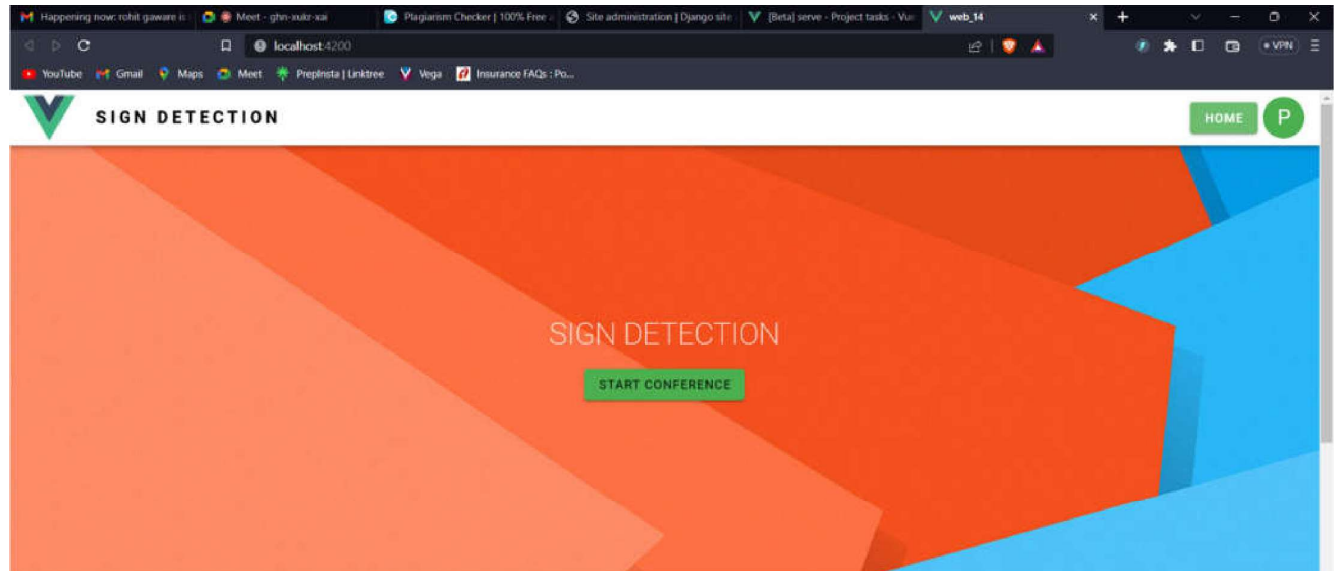 Happening now: rohit gaware is
Meet - ghn-xukr-xai
Plagiarism Checker | 100% Free
Site administration | Django site
[Beta] serve - Project tasks - Vue
web_14
localhost:4200
VPN
YouTube
Gmail
Maps
Meet
PrepInsta | Linktree
Vega
Insurance FAQs : Po...
SIGN DETECTION
HOME
P
SIGN DETECTION
START CONFERENCE